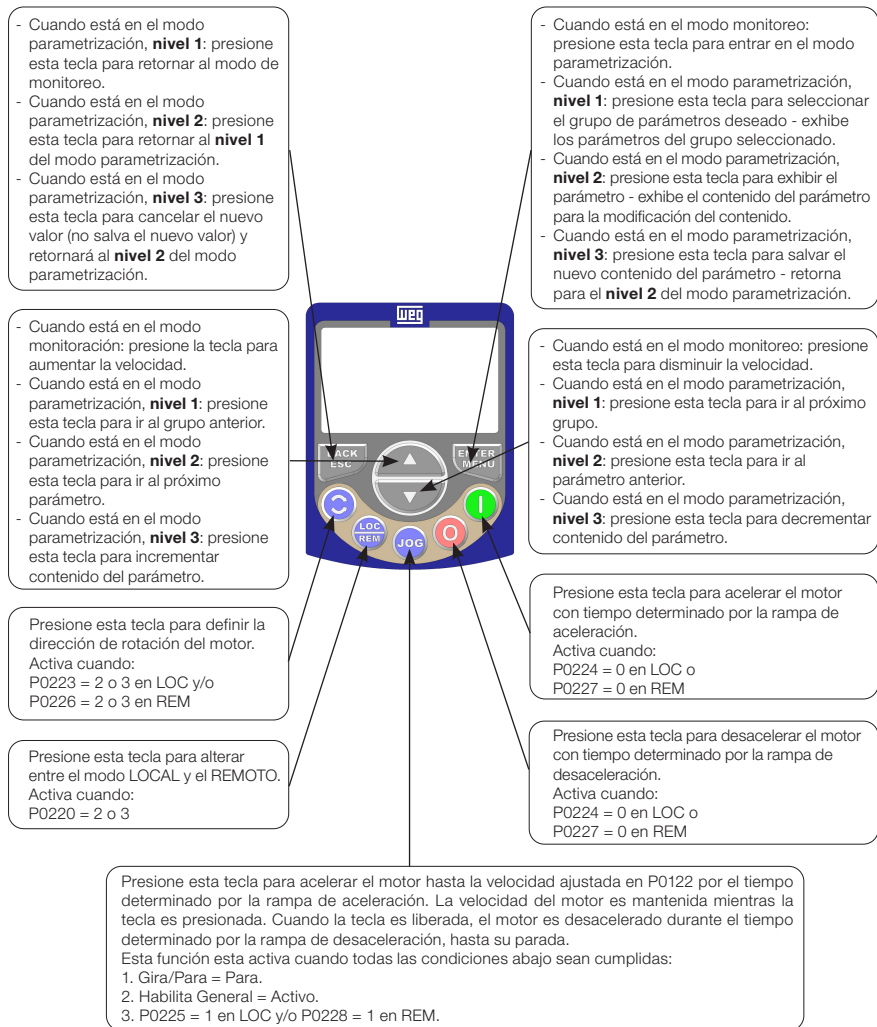 - Cuando está en el modo
parametrización, nivel 1: presione
esta tecla para retornar al modo de
monitoreo.
- Cuando está en el modo
parametrización, nivel 2: presione
esta tecla para retornar al nivel 1
del modo parametrización.
- Cuando está en el modo
parametrización, nivel 3: presione
esta tecla para cancelar el nuevo
valor (no salva el nuevo valor) y
retornará al nivel 2 del modo
parametrización.
- Cuando está en el modo monitoreo:
presione esta tecla para entrar en el modo
parametrización.
- Cuando está en el modo parametrización,
nivel 1: presione esta tecla para seleccionar
el grupo de parámetros deseado - exhibe
los parámetros del grupo seleccionado.
- Cuando está en el modo parametrización,
nivel 2: presione esta tecla para exhibir el
parámetro - exhibe el contenido del parámetro
para la modificación del contenido.
- Cuando está en el modo parametrización,
nivel 3: presione esta tecla para salvar el
nuevo contenido del parámetro - retorna
para el nivel 2 del modo parametrización.
- Cuando está en el modo
monitoración: presione la tecla para
aumentar la velocidad.
- Cuando está en el modo
parametrización, nivel 1: presione
esta tecla para ir al grupo anterior.
- Cuando está en el modo
parametrización, nivel 2: presione
esta tecla para ir al próximo
parámetro.
- Cuando está en el modo
parametrización, nivel 3: presione
esta tecla para incrementar
contenido del parámetro.
weg
BACK
ESC
ENTER
MENU
LOC
REM
JOG
O
I
- Cuando está en el modo monitoreo: presione
esta tecla para disminuir la velocidad.
- Cuando está en el modo parametrización,
nivel 1: presione esta tecla para ir al próximo
grupo.
- Cuando está en el modo parametrización,
nivel 2: presione esta tecla para ir al
parámetro anterior.
- Cuando está en el modo parametrización,
nivel 3: presione esta tecla para decrementar
contenido del parámetro.
Presione esta tecla para definir la
dirección de rotación del motor.
Activa cuando:
P0223 = 2 o 3 en LOC y/o
P0226 = 2 o 3 en REM
Presione esta tecla para acelerar el motor
con tiempo determinado por la rampa de
aceleración.
Activa cuando:
P0224 = 0 en LOC o
P0227 = 0 en REM
Presione esta tecla para alterar
entre el modo LOCAL y el REMOTO.
Activa cuando:
P0220 = 2 o 3
Presione esta tecla para desacelerar el motor
con tiempo determinado por la rampa de
desaceleración.
Activa cuando:
P0224 = 0 en LOC o
P0227 = 0 en REM
Presione esta tecla para acelerar el motor hasta la velocidad ajustada en P0122 por el tiempo
determinado por la rampa de aceleración. La velocidad del motor es mantenida mientras la
tecla es presionada. Cuando la tecla es liberada, el motor es desacelerado durante el tiempo
determinado por la rampa de desaceleración, hasta su parada.
Esta función esta activa cuando todas las condiciones abajo sean cumplidas:
1. Gira/Para = Para.
2. Habilita General = Activo.
3. P0225 = 1 en LOC y/o P0228 = 1 en REM.